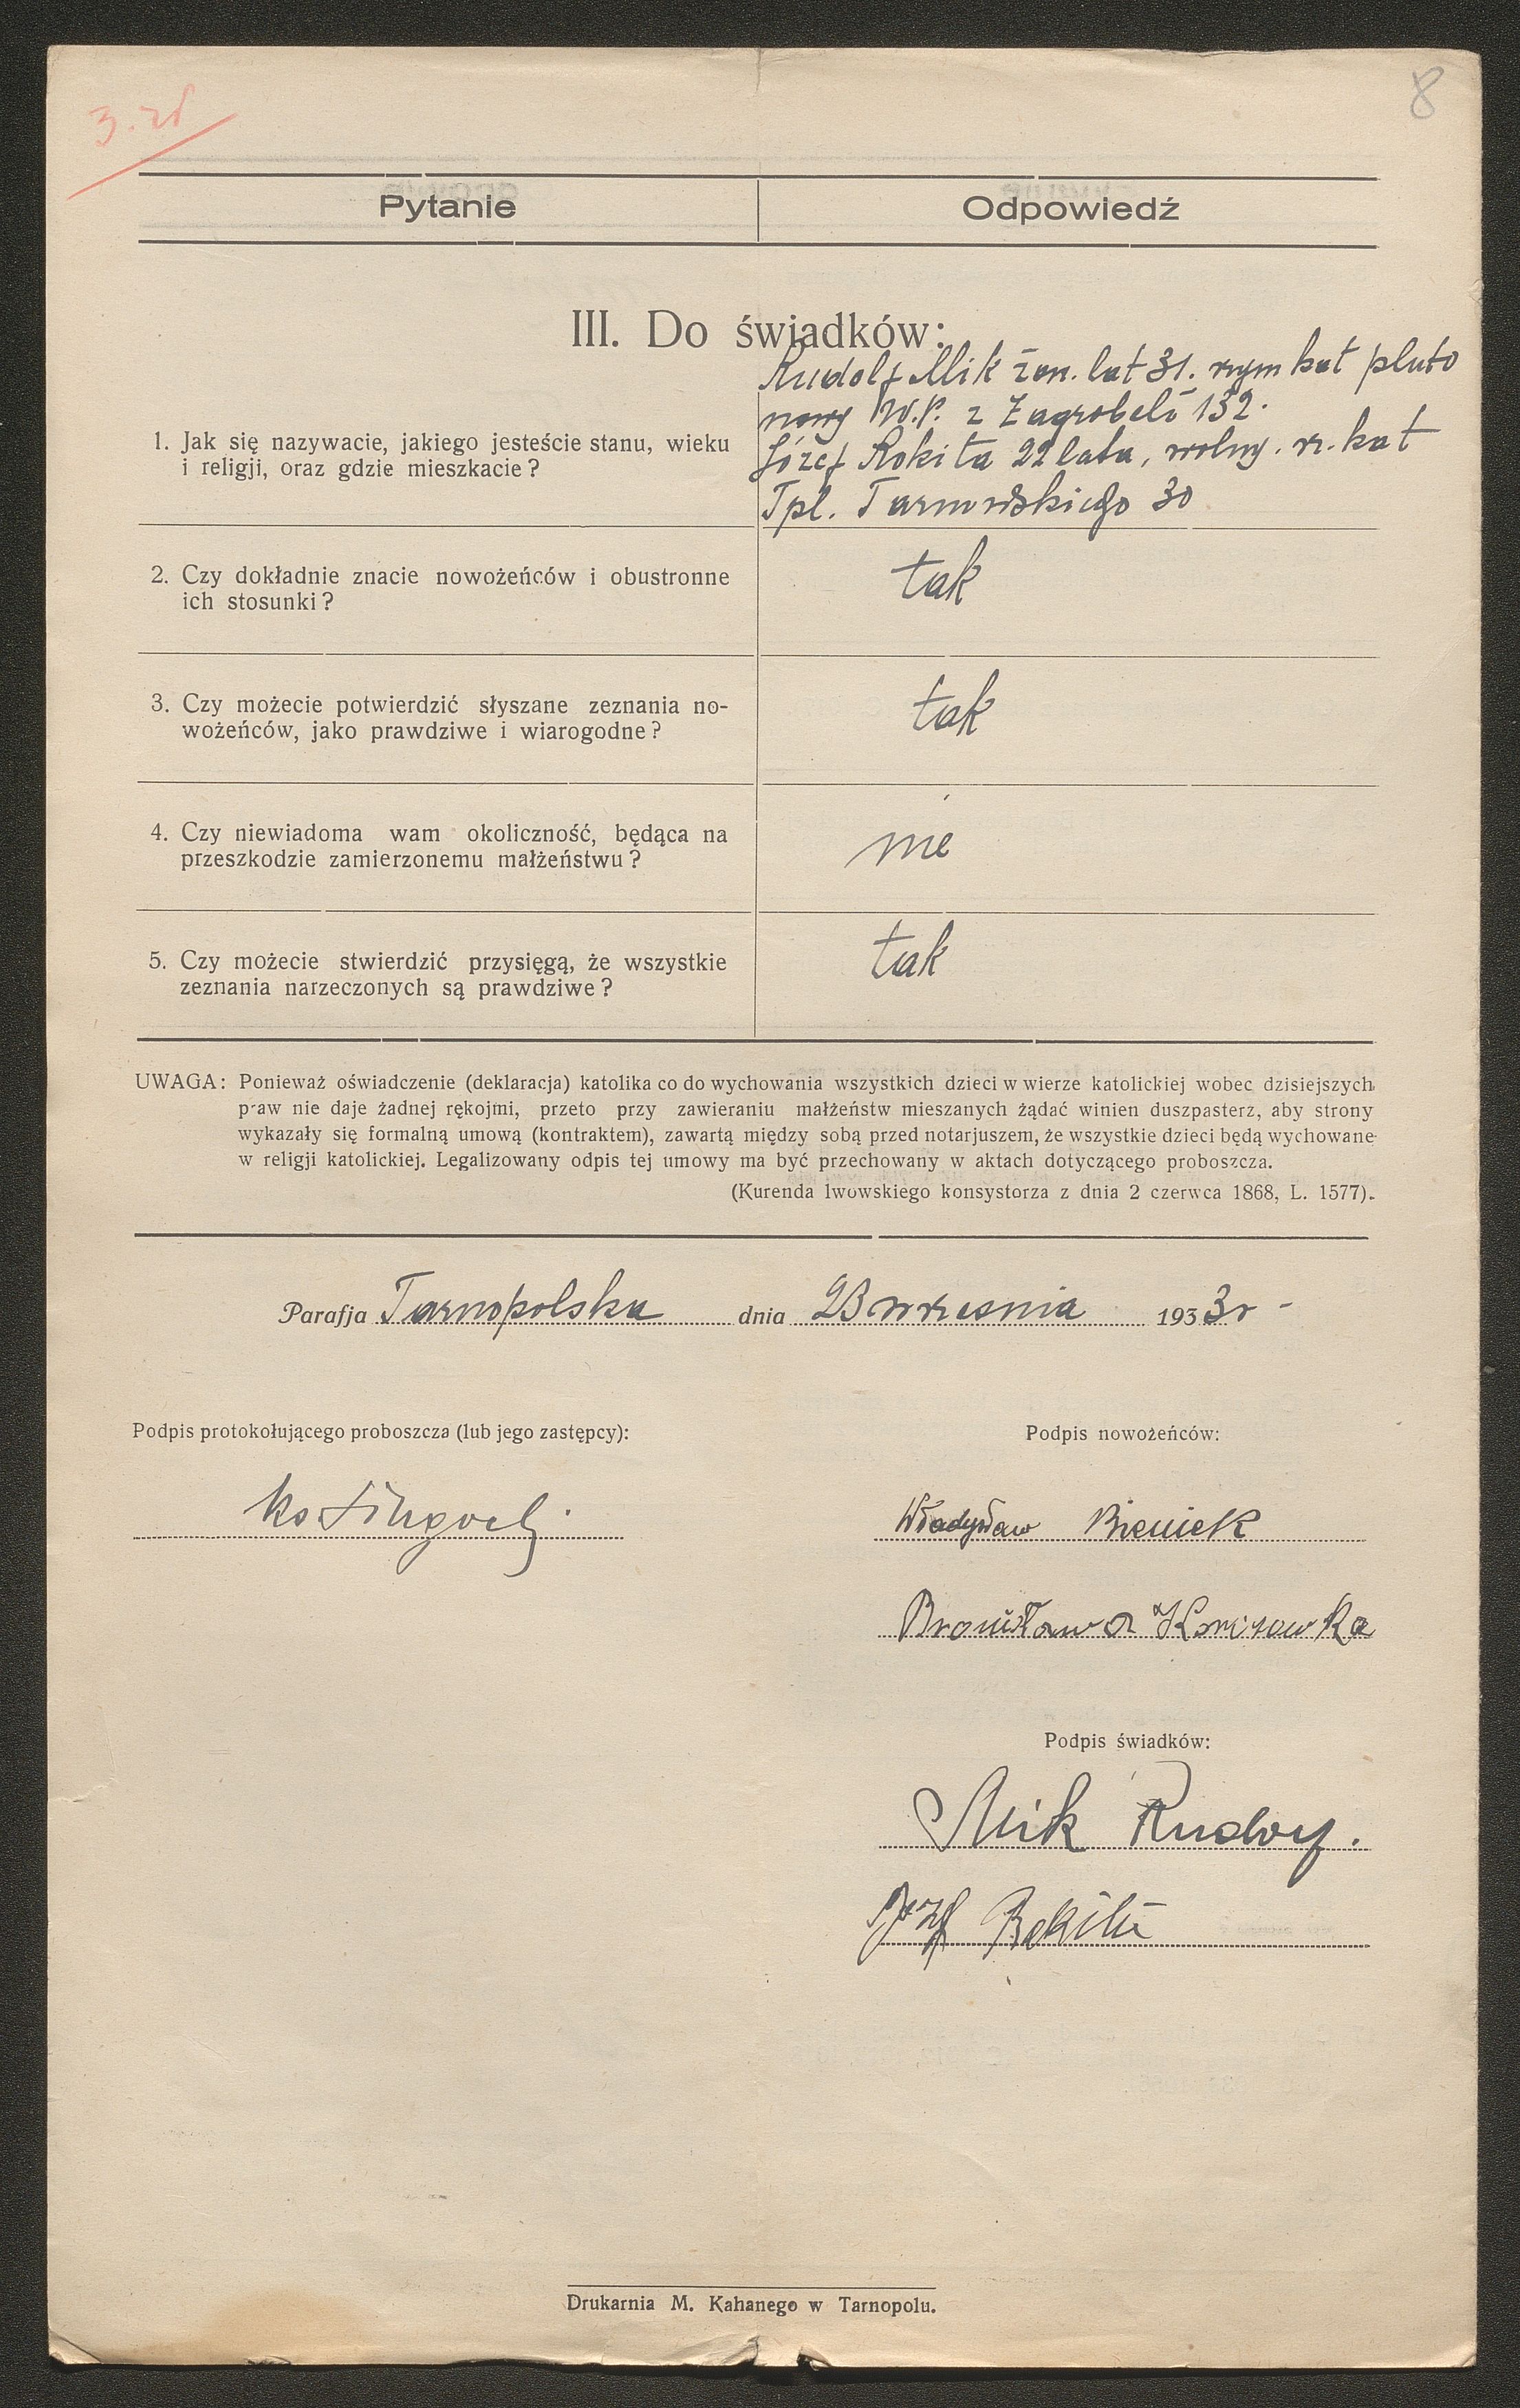 3. zł
8
Pytanie
Odpowiedź
III. Do świadków:
Rudolf Mik żon. lat 31. rzym kat pluto
nowy W.P. z Zagrobeli 132.
1. Jak się nazywacie, jakiego jesteście stanu, wieku
i religji, oraz gdzie mieszkacie?
Józef Rokita 22 lata, wolny. rz. kat
Tpl. Tarnowskiego 30
2. Czy dokładnie znacie nowożeńców i obustronne
ich stosunki?
tak
3. Czy możecie potwierdzić słyszane zeznania no-
wożeńców, jako prawdziwe i wiarogodne?
tak
4. Czy niewiadoma wam okoliczność, będąca na
przeszkodzie zamierzonemu małżeństwu?
nie
5. Czy możecie stwierdzić przysięgą, że wszystkie
zeznania narzeczonych są prawdziwe?
tak
UWAGA: Ponieważ oświadczenie (deklaracja) katolika co do wychowania wszystkich dzieci w wierze katolickiej wobec dzisiejszych
praw nie daje żadnej rękojmi, przeto przy zawieraniu małżeństw mieszanych żądać winien duszpasterz, aby strony
wykazały się formalną umową (kontraktem), zawartą między sobą przed notarjuszem, że wszystkie dzieci będą wychowane
w religji katolickiej. Legalizowany odpis tej umowy ma być przechowany w aktach dotyczącego proboszcza.
(Kurenda lwowskiego konsystorza z dnia 2 czerwca 1868, L. 1577).
Parafja Tarnopolska dnia 23 wrzesnia 1933 r -
Podpis protokołującego proboszcza (lub jego zastępcy):
Podpis nowożeńców:
Ks
Władysław Bieniek
Bronisława
Podpis świadków:
Mik Rudolf.
Józef Rokita
Drukarnia M. Kahanego w Tarnopolu.